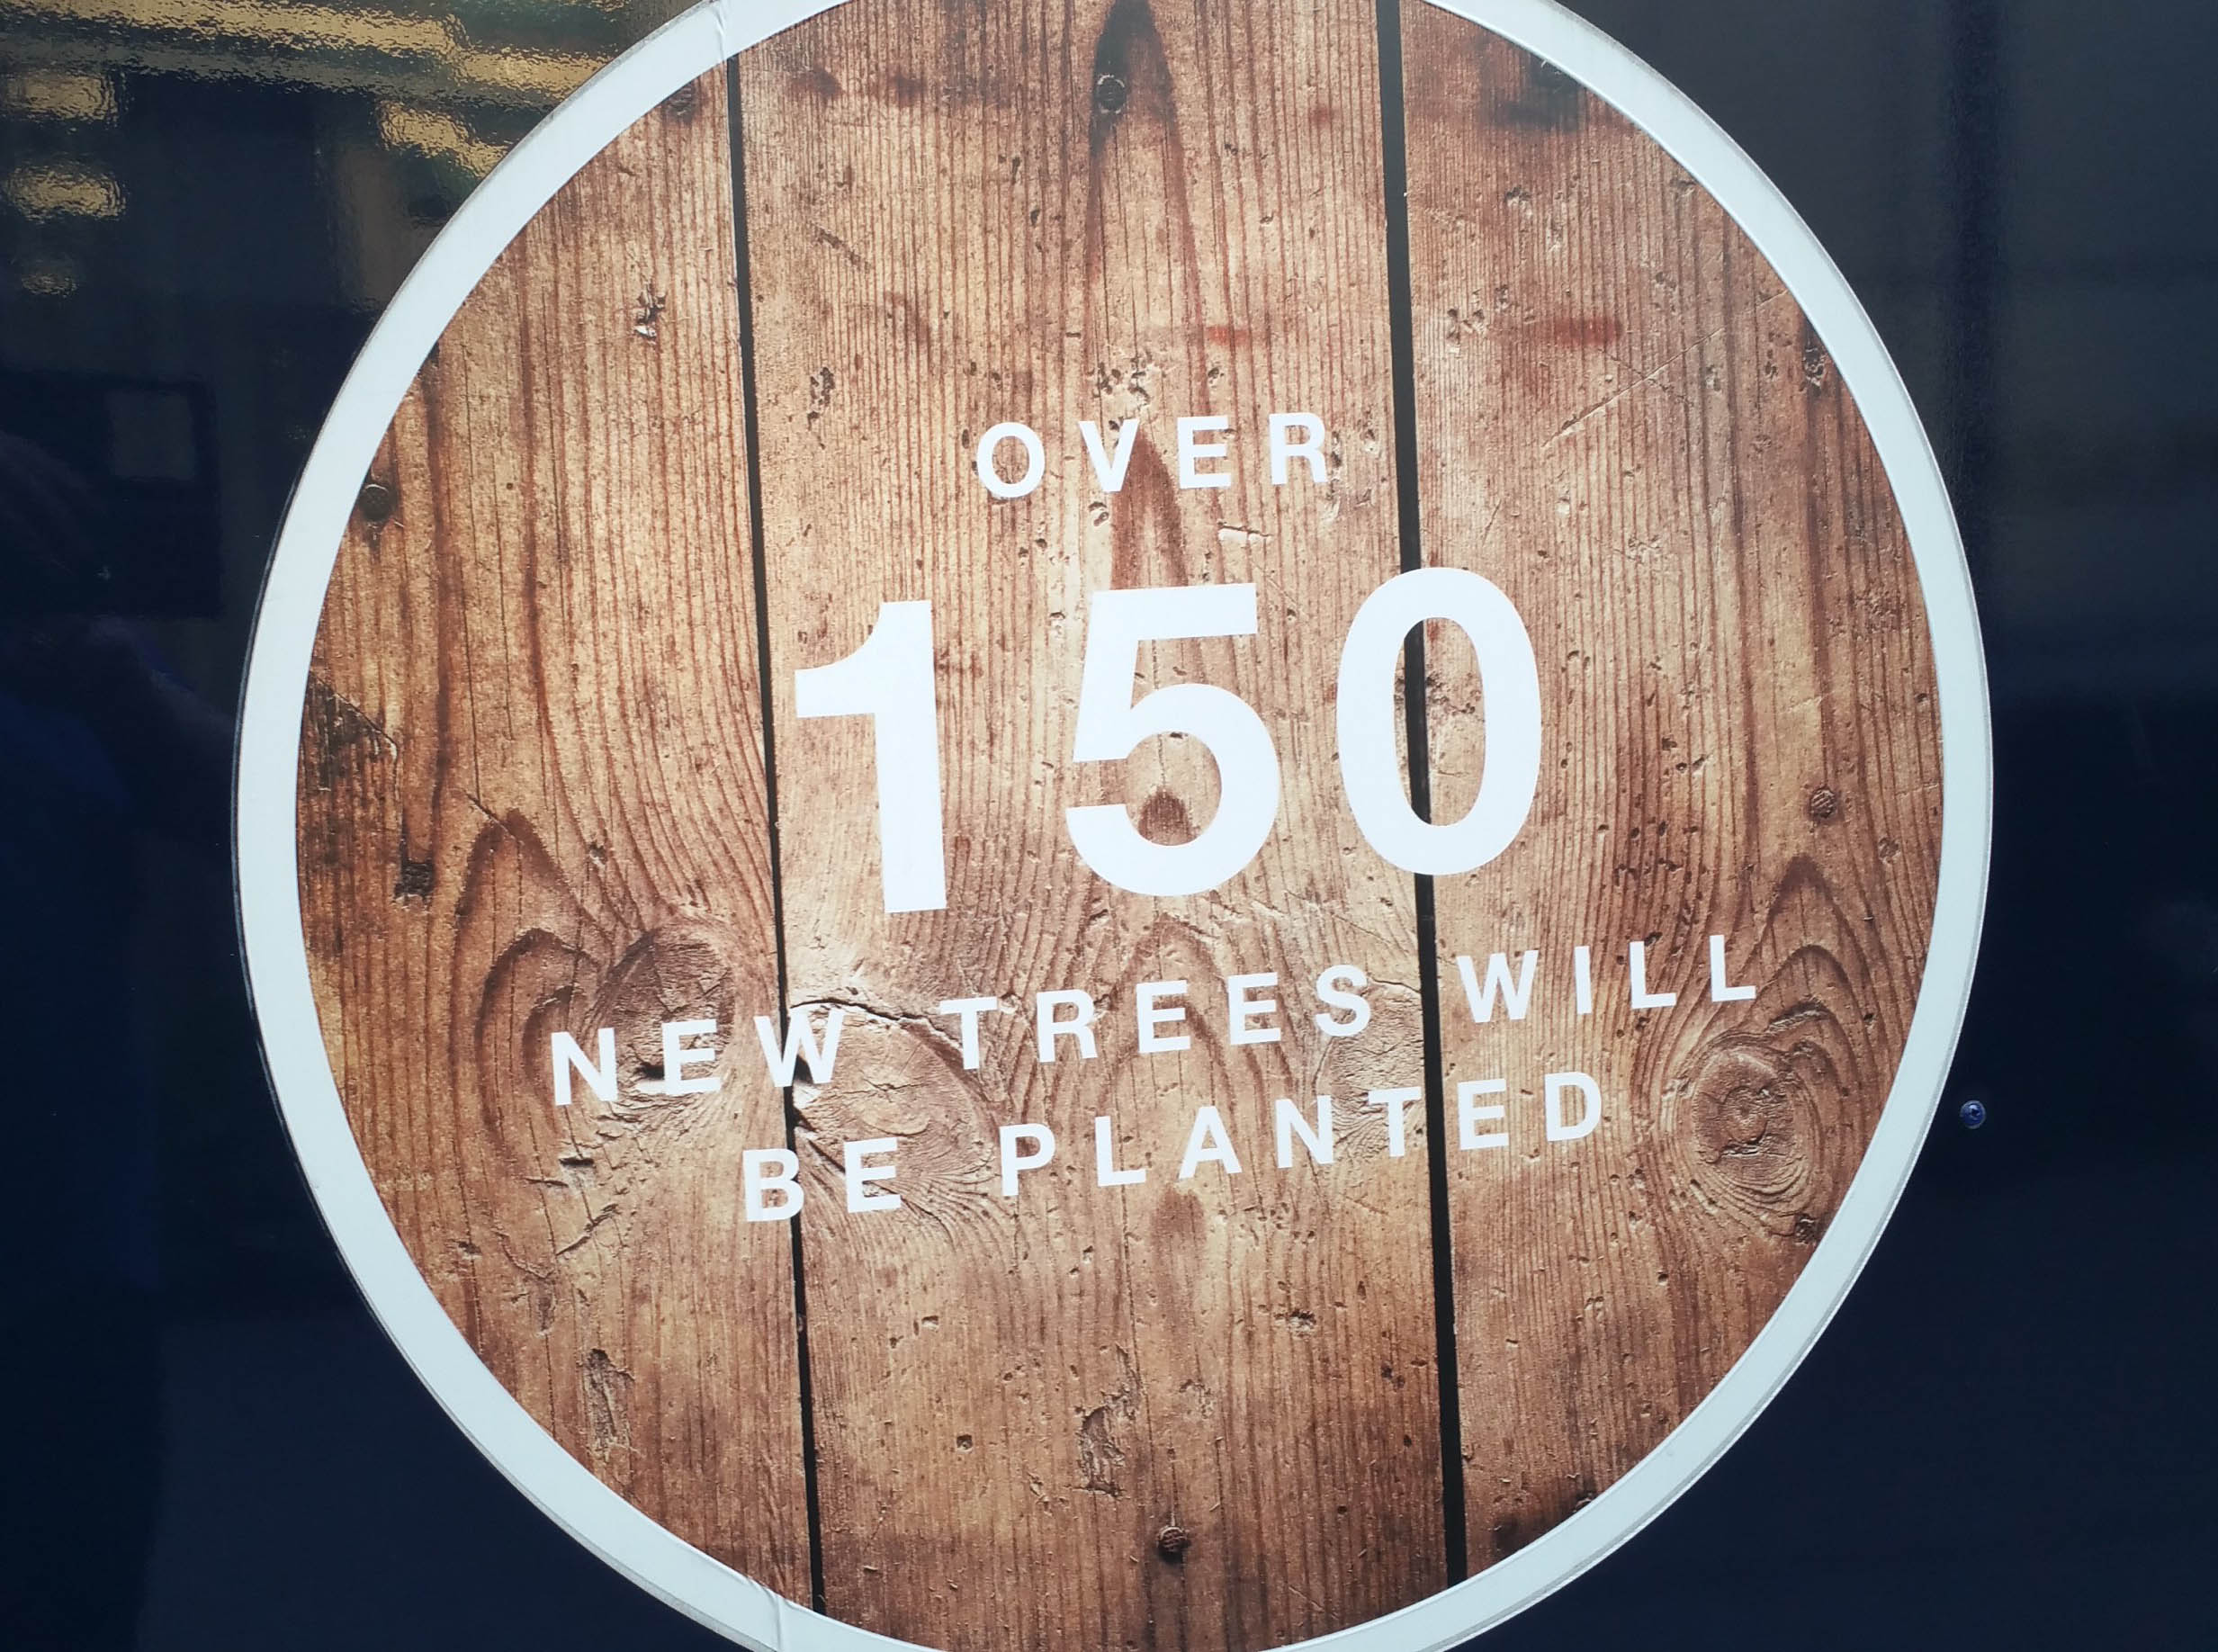 OVER
150
NEW TREES WILL
BE PLANTED